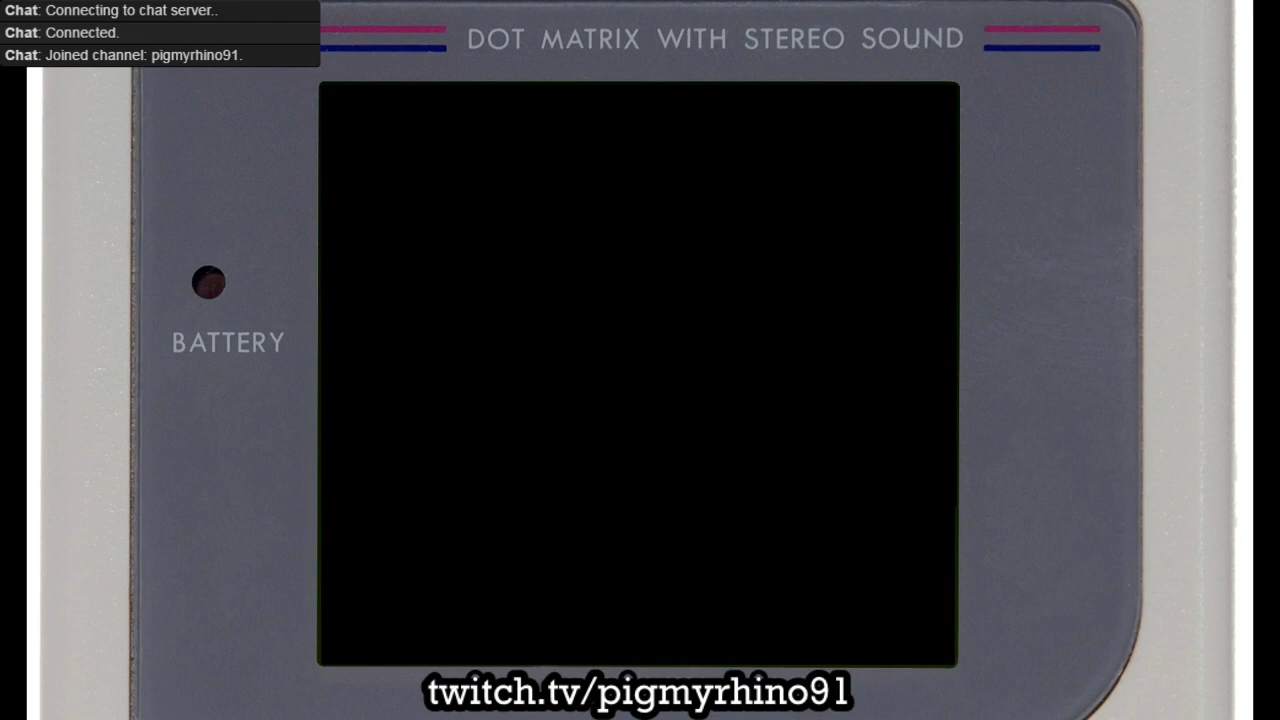 Chat: Connecting to chat server..
Chat: Connected.
Chat: Joined channel: pigmyrhino91.
DOT MATRIX WITH STEREO SOUND
BATTERY
twitch.tv/pigmyrhino91